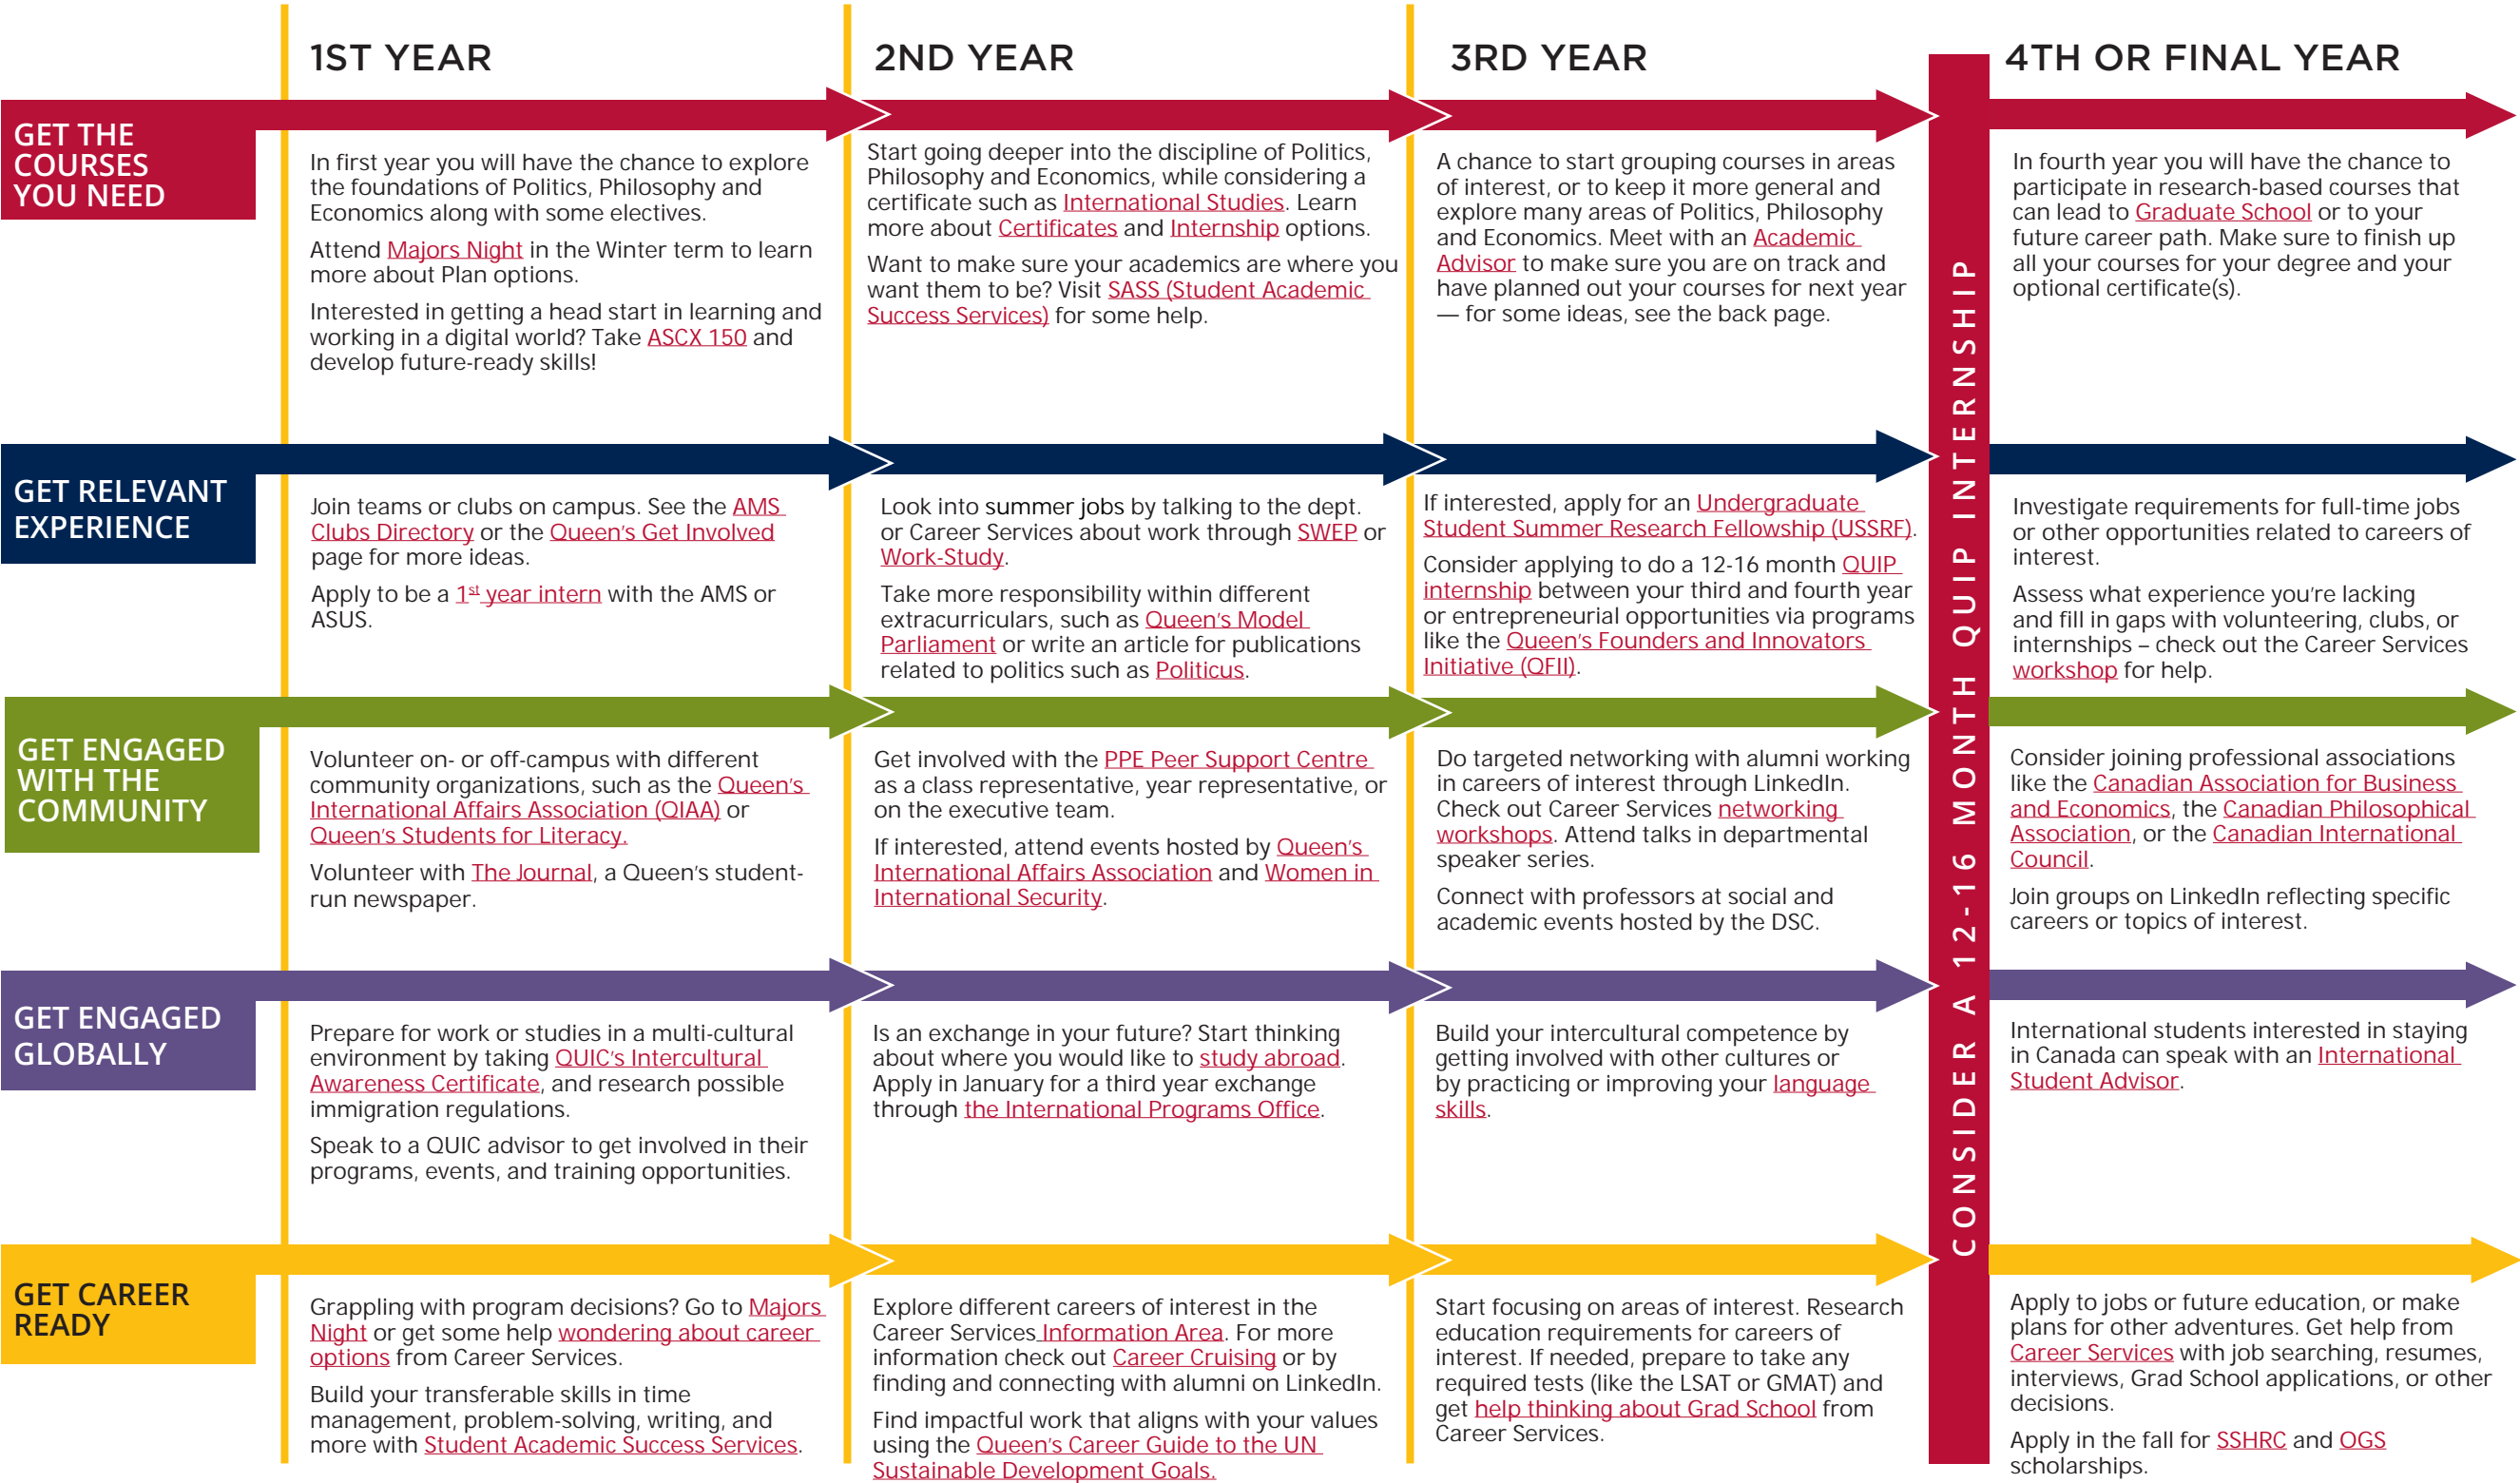 1ST YEAR
2ND YEAR
3RD YEAR
4TH OR FINAL YEAR
GET THE
COURSES
YOU NEED
In first year you will have the chance to explore
the foundations of Politics, Philosophy and
Economics along with some electives.
Attend Majors Night in the Winter term to learn
more about Plan options.
Interested in getting a head start in learning and
working in a digital world? Take ASCX 150 and
develop future-ready skills!
Start going deeper into the discipline of Politics,
Philosophy and Economics, while considering a
certificate such as International Studies. Learn
more about Certificates and Internship options.
Want to make sure your academics are where you
want them to be? Visit SASS (Student Academic
Success Services) for some help.
A chance to start grouping courses in areas
of interest, or to keep it more general and
explore many areas of Politics, Philosophy
and Economics. Meet with an Academic
Advisor to make sure you are on track and
have planned out your courses for next year
— for some ideas, see the back page.
In fourth year you will have the chance to
participate in research-based courses that
can lead to Graduate School or to your
future career path. Make sure to finish up
all your courses for your degree and your
optional certificate(s).
CONSIDER A 12-16 MONTH QUIP INTERNSHIP
GET RELEVANT
EXPERIENCE
Join teams or clubs on campus. See the AMS
Clubs Directory or the Queen's Get Involved
page for more ideas.
Apply to be a 1st year intern with the AMS or
ASUS.
Look into summer jobs by talking to the dept.
or Career Services about work through SWEP or
Work-Study.
Take more responsibility within different
extracurriculars, such as Queen's Model
Parliament or write an article for publications
related to politics such as Politicus.
If interested, apply for an Undergraduate
Student Summer Research Fellowship (USSRF).
Consider applying to do a 12-16 month QUIP
internship between your third and fourth year
or entrepreneurial opportunities via programs
like the Queen's Founders and Innovators
Initiative (QFII).
Investigate requirements for full-time jobs
or other opportunities related to careers of
interest.
Assess what experience you're lacking
and fill in gaps with volunteering, clubs, or
internships – check out the Career Services
workshop for help.
GET ENGAGED
WITH THE
COMMUNITY
Volunteer on- or off-campus with different
community organizations, such as the Queen's
International Affairs Association (QIAA) or
Queen's Students for Literacy.
Volunteer with The Journal, a Queen's student-
run newspaper.
Get involved with the PPE Peer Support Centre
as a class representative, year representative, or
on the executive team.
If interested, attend events hosted by Queen's
International Affairs Association and Women in
International Security.
Do targeted networking with alumni working
in careers of interest through LinkedIn.
Check out Career Services networking
workshops. Attend talks in departmental
speaker series.
Connect with professors at social and
academic events hosted by the DSC.
Consider joining professional associations
like the Canadian Association for Business
and Economics, the Canadian Philosophical
Association, or the Canadian International
Council.
Join groups on LinkedIn reflecting specific
careers or topics of interest.
GET ENGAGED
GLOBALLY
Prepare for work or studies in a multi-cultural
environment by taking QUIC's Intercultural
Awareness Certificate, and research possible
immigration regulations.
Speak to a QUIC advisor to get involved in their
programs, events, and training opportunities.
Is an exchange in your future? Start thinking
about where you would like to study abroad.
Apply in January for a third year exchange
through the International Programs Office.
Build your intercultural competence by
getting involved with other cultures or
by practicing or improving your language
skills.
International students interested in staying
in Canada can speak with an International
Student Advisor.
GET CAREER
READY
Grappling with program decisions? Go to Majors
Night or get some help wondering about career
options from Career Services.
Build your transferable skills in time
management, problem-solving, writing, and
more with Student Academic Success Services.
Explore different careers of interest in the
Career Services Information Area. For more
information check out Career Cruising or by
finding and connecting with alumni on LinkedIn.
Find impactful work that aligns with your values
using the Queen's Career Guide to the UN
Sustainable Development Goals.
Start focusing on areas of interest. Research
education requirements for careers of
interest. If needed, prepare to take any
required tests (like the LSAT or GMAT) and
get help thinking about Grad School from
Career Services.
Apply to jobs or future education, or make
plans for other adventures. Get help from
Career Services with job searching, resumes,
interviews, Grad School applications, or other
decisions.
Apply in the fall for SSHRC and OGS
scholarships.